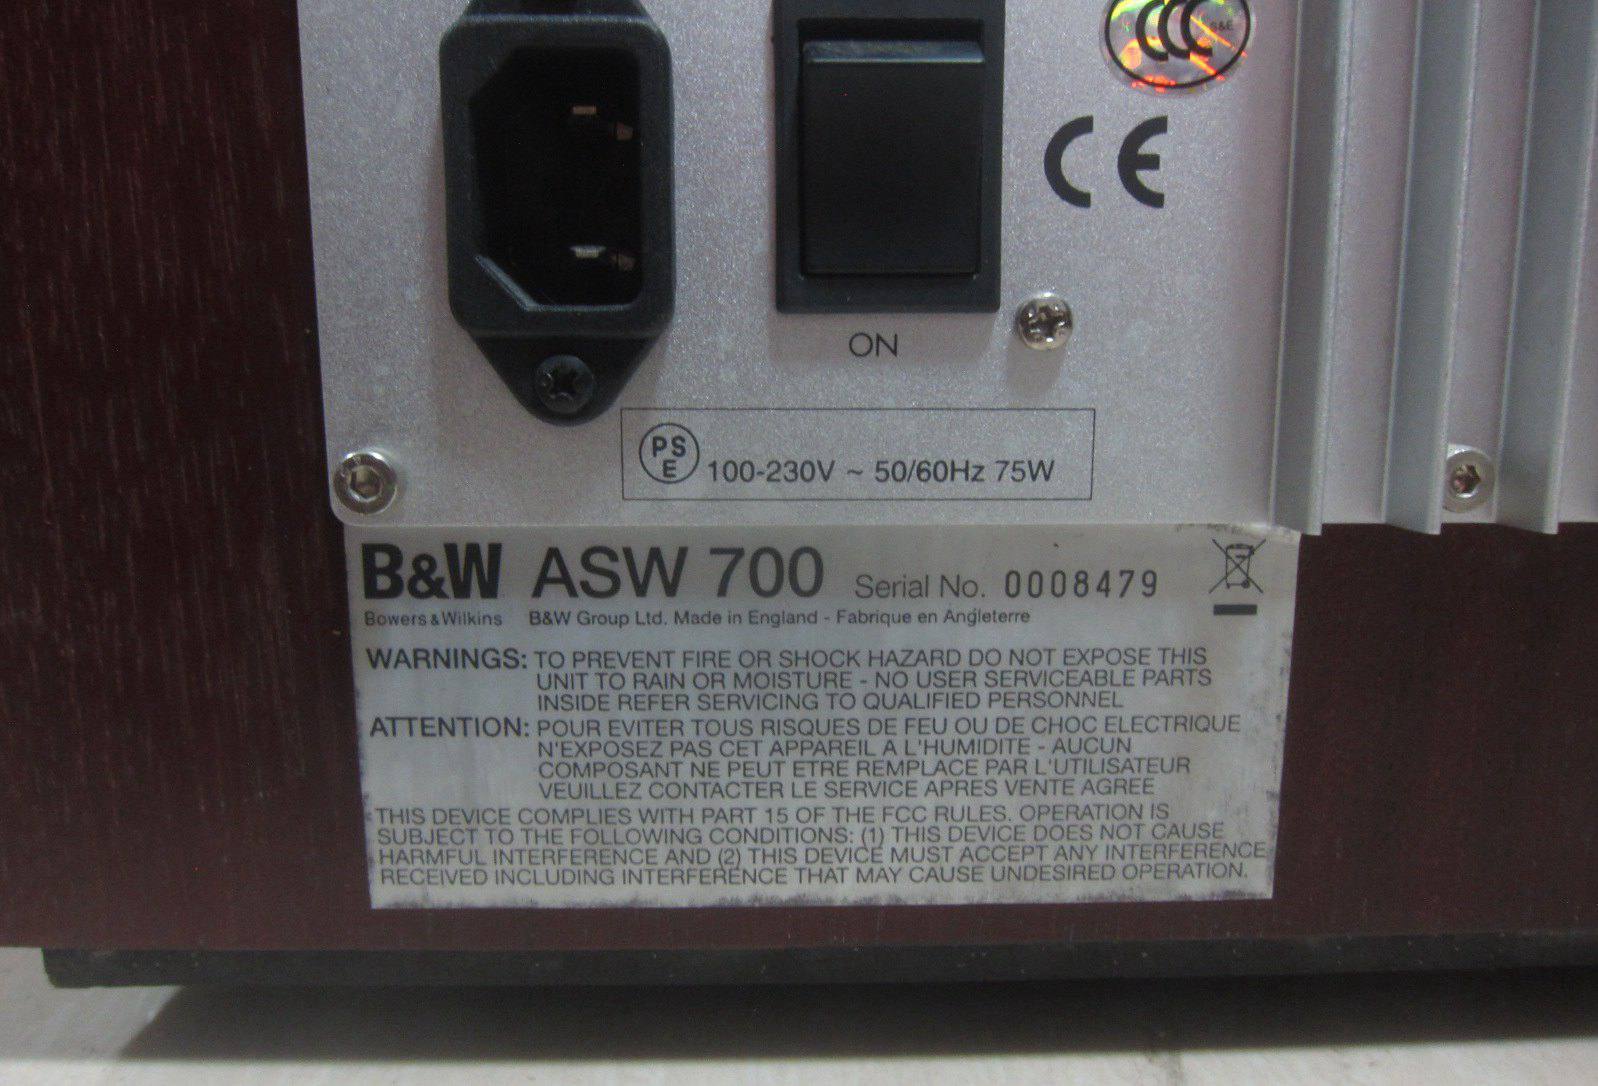 CCC S&E
CE
ON
PS
E
100-230V ~ 50/60Hz 75W
B&W ASW 700 Serial No. 0008479
Bowers & Wilkins B&W Group Ltd. Made in England - Fabrique en Angleterre
WARNINGS: TO PREVENT FIRE OR SHOCK HAZARD DO NOT EXPOSE THIS
UNIT TO RAIN OR MOISTURE - NO USER SERVICEABLE PARTS
INSIDE REFER SERVICING TO QUALIFIED PERSONNEL
ATTENTION: POUR EVITER TOUS RISQUES DE FEU OU DE CHOC ELECTRIQUE
N'EXPOSEZ PAS CET APPAREIL A L'HUMIDITE - AUCUN
COMPOSANT NE PEUT ETRE REMPLACE PAR L'UTILISATEUR
VEUILLEZ CONTACTER LE SERVICE APRES VENTE AGREE
THIS DEVICE COMPLIES WITH PART 15 OF THE FCC RULES. OPERATION IS
SUBJECT TO THE FOLLOWING CONDITIONS: (1) THIS DEVICE DOES NOT CAUSE
HARMFUL INTERFERENCE AND (2) THIS DEVICE MUST ACCEPT ANY INTERFERENCE
RECEIVED INCLUDING INTERFERENCE THAT MAY CAUSE UNDESIRED OPERATION.